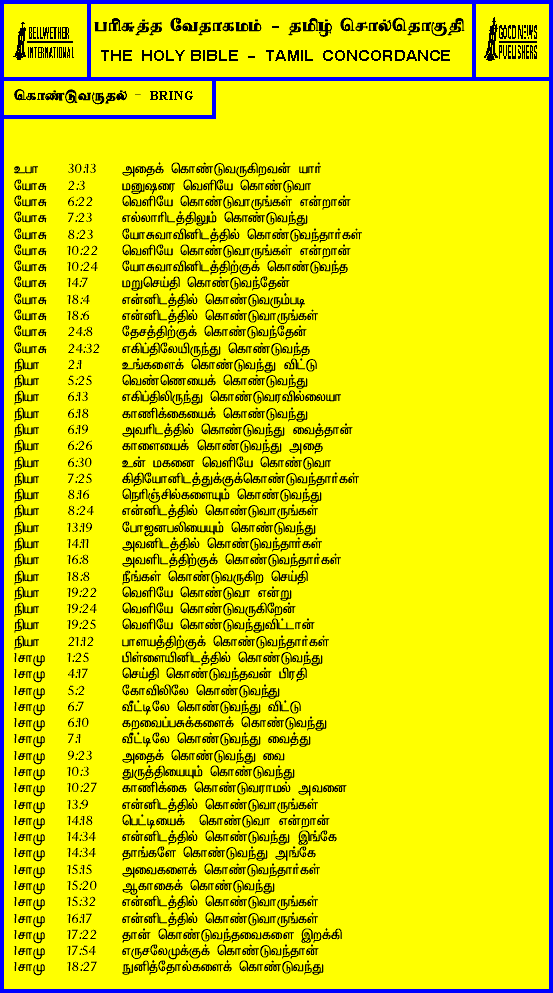 BELLWETHER
INTERNATIONAL
பரிசுத்த வேதாகமம் - தமிழ் சொல்தொகுதி
THE HOLY BIBLE - TAMIL CONCORDANCE
GOOD NEWS
PUBLISHERS
கொண்டுவருதல் - BRING
உபா 30:13 அதைக் கொண்டுவருகிறவன் யார்
யோசு 2:3 மனுஷரை வெளியே கொண்டுவா
யோசு 6:22 வெளியே கொண்டுவாருங்கள் என்றான்
யோசு 7:23 எல்லாரிடத்திலும் கொண்டுவந்து
யோசு 8:23 யோசுவாவினிடத்தில் கொண்டுவந்தார்கள்
யோசு 10:22 வெளியே கொண்டுவாருங்கள் என்றான்
யோசு 10:24 யோசுவாவினிடத்திற்குக் கொண்டுவந்த
யோசு 14:7 மறுசெய்தி கொண்டுவந்தேன்
யோசு 18:4 என்னிடத்தில் கொண்டுவரும்படி
யோசு 18:6 என்னிடத்தில் கொண்டுவாருங்கள்
யோசு 24:8 தேசத்திற்குக் கொண்டுவந்தேன்
யோசு 24:32 எகிப்திலேயிருந்து கொண்டுவந்த
நியா 2:1 உங்களைக் கொண்டுவந்து விட்டு
நியா 5:25 வெண்ணெயைக் கொண்டுவந்து
நியா 6:13 எகிப்திலிருந்து கொண்டுவரவில்லையா
நியா 6:18 காணிக்கையைக் கொண்டுவந்து
நியா 6:19 அவரிடத்தில் கொண்டுவந்து வைத்தான்
நியா 6:26 காளையைக் கொண்டுவந்து அதை
நியா 6:30 உன் மகனை வெளியே கொண்டுவா
நியா 7:25 கிதியோனிடத்துக்குக்கொண்டுவந்தார்கள்
நியா 8:16 நெரிஞ்சில்களையும் கொண்டுவந்து
நியா 8:24 என்னிடத்தில் கொண்டுவாருங்கள்
நியா 13:19 போஜனபலியையும் கொண்டுவந்து
நியா 14:11 அவனிடத்தில் கொண்டுவந்தார்கள்
நியா 16:8 அவளிடத்திற்குக் கொண்டுவந்தார்கள்
நியா 18:8 நீங்கள் கொண்டுவருகிற செய்தி
நியா 19:22 வெளியே கொண்டுவா என்று
நியா 19:24 வெளியே கொண்டுவருகிறேன்
நியா 19:25 வெளியே கொண்டுவந்துவிட்டான்
நியா 21:12 பாளயத்திற்குக் கொண்டுவந்தார்கள்
1சாமு 1:25 பிள்ளையினிடத்தில் கொண்டுவந்து
1சாமு 4:17 செய்தி கொண்டுவந்தவன் பிரதி
1சாமு 5:2 கோவிலிலே கொண்டுவந்து
1சாமு 6:7 வீட்டிலே கொண்டுவந்து விட்டு
1சாமு 6:10 கறவைப்பசுக்களைக் கொண்டுவந்து
1சாமு 7:1 வீட்டிலே கொண்டுவந்து வைத்து
1சாமு 9:23 அதைக் கொண்டுவந்து வை
1சாமு 10:3 துருத்தியையும் கொண்டுவந்து
1சாமு 10:27 காணிக்கை கொண்டுவராமல் அவனை
1சாமு 13:9 என்னிடத்தில் கொண்டுவாருங்கள்
1சாமு 14:18 பெட்டியைக் கொண்டுவா என்றான்
1சாமு 14:34 என்னிடத்தில் கொண்டுவந்து இங்கே
1சாமு 14:34 தாங்களே கொண்டுவந்து அங்கே
1சாமு 15:15 அவைகளைக் கொண்டுவந்தார்கள்
1சாமு 15:20 ஆகாகைக் கொண்டுவந்து
1சாமு 15:32 என்னிடத்தில் கொண்டுவாருங்கள்
1சாமு 16:17 என்னிடத்தில் கொண்டுவாருங்கள்
1சாமு 17:22 தான் கொண்டுவந்தவைகளை இறக்கி
1சாமு 17:54 எருசலேமுக்குக் கொண்டுவந்தான்
1சாமு 18:27 நுனித்தோல்களைக் கொண்டுவந்து